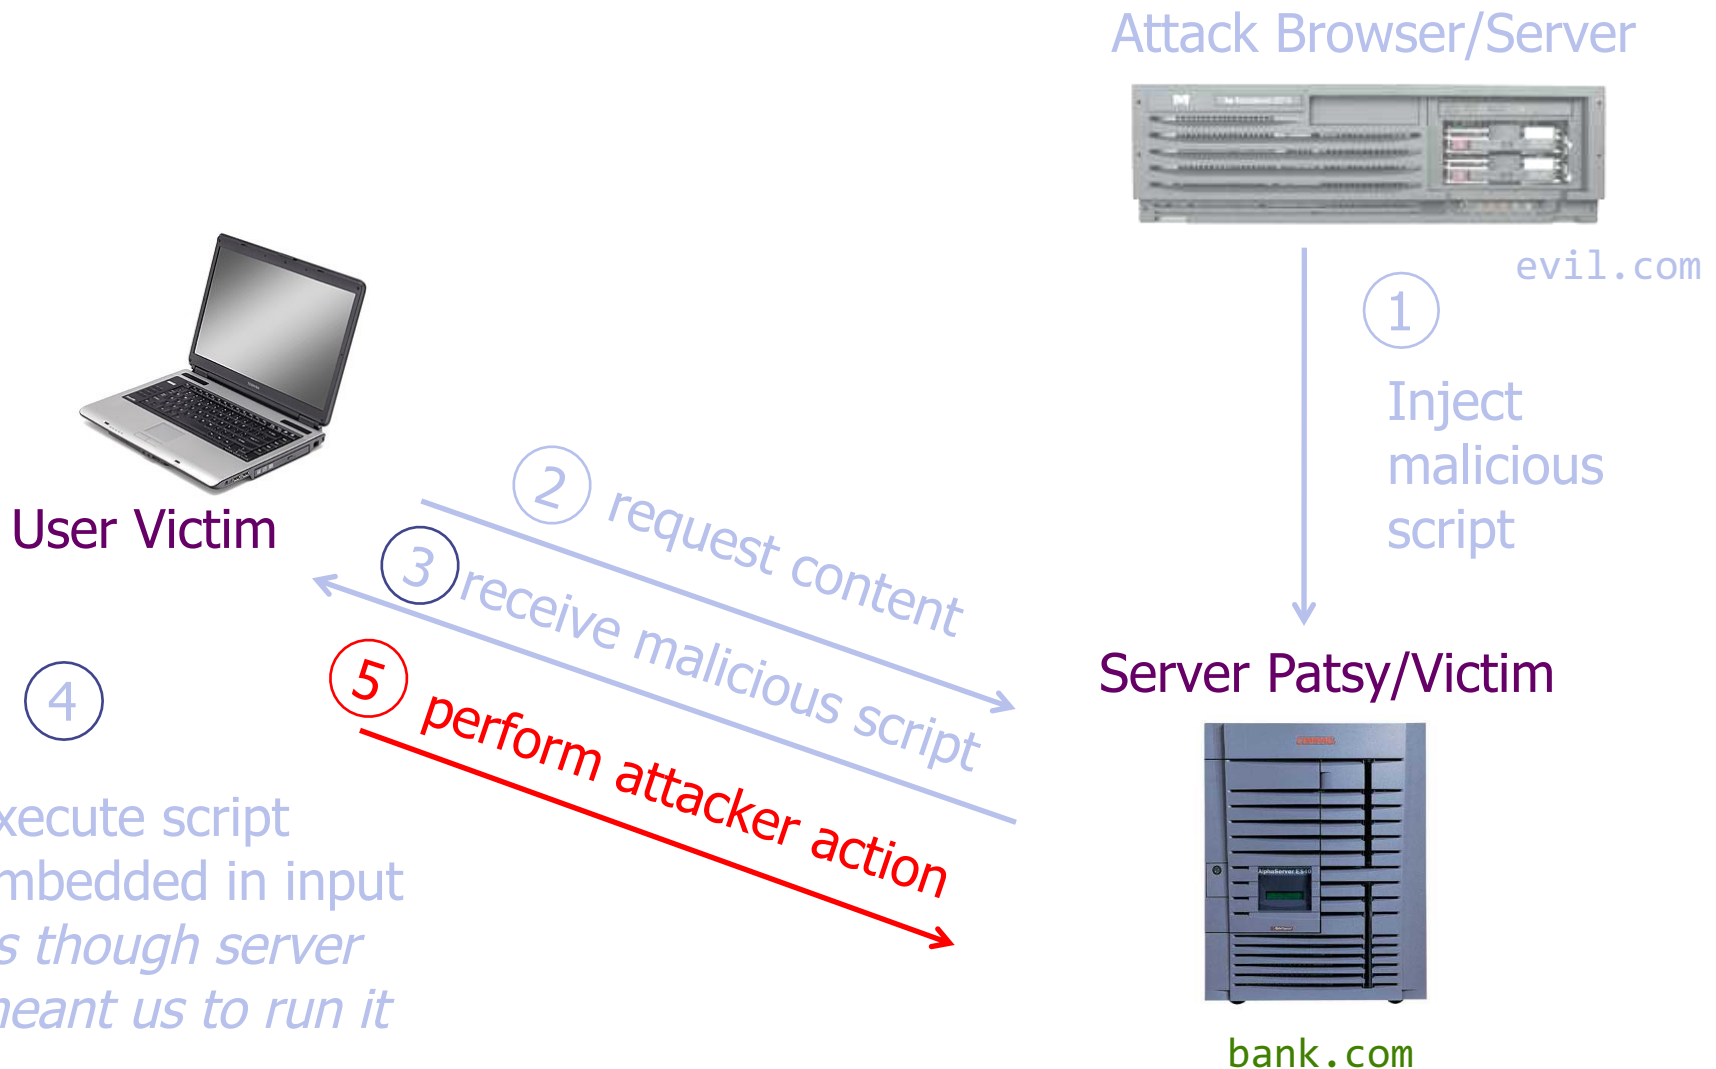 Attack Browser/Server
evil.com
1
Inject
malicious
script
User Victim
2 request content
3 receive malicious script
4
xecute script
mbedded in input
s though server
neant us to run it
5 perform attacker action
Server Patsy/Victim
AlphaServer ES40
bank.com